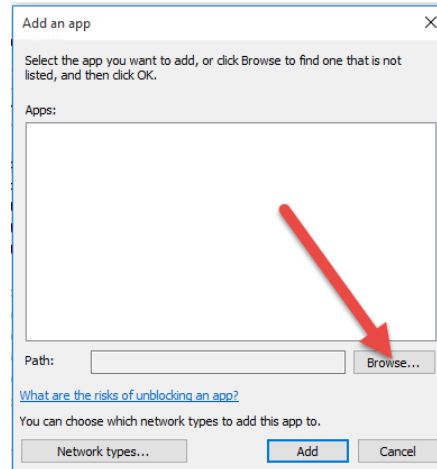 Add an app
Select the app you want to add, or click Browse to find one that is not
listed, and then click OK.
Apps:
Path:
Browse...
What are the risks of unblocking an app?
You can choose which network types to add this app to.
Network types...
Add
Cancel